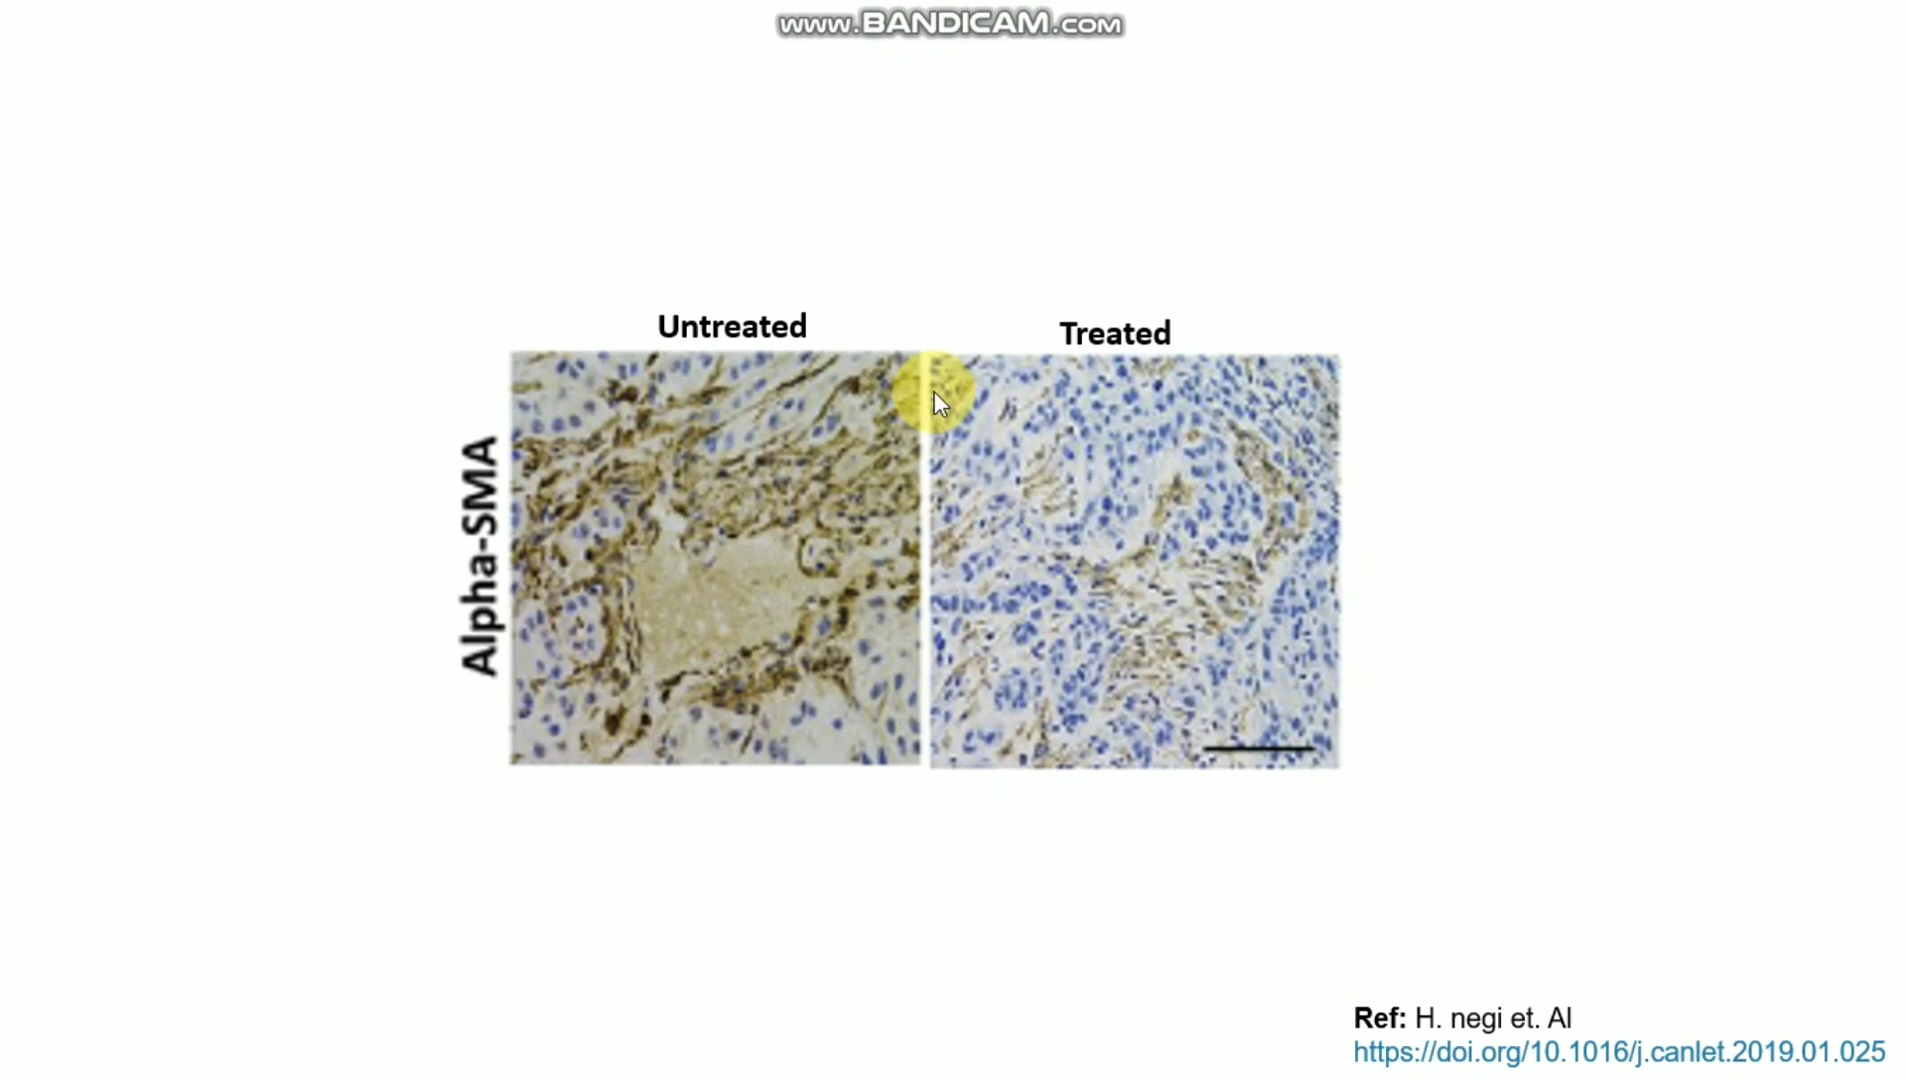 www.BANDICAM.com
Untreated
Treated
Alpha-SMA
Ref: H. negi et. Al
https://doi.org/10.1016/j.canlet.2019.01.025